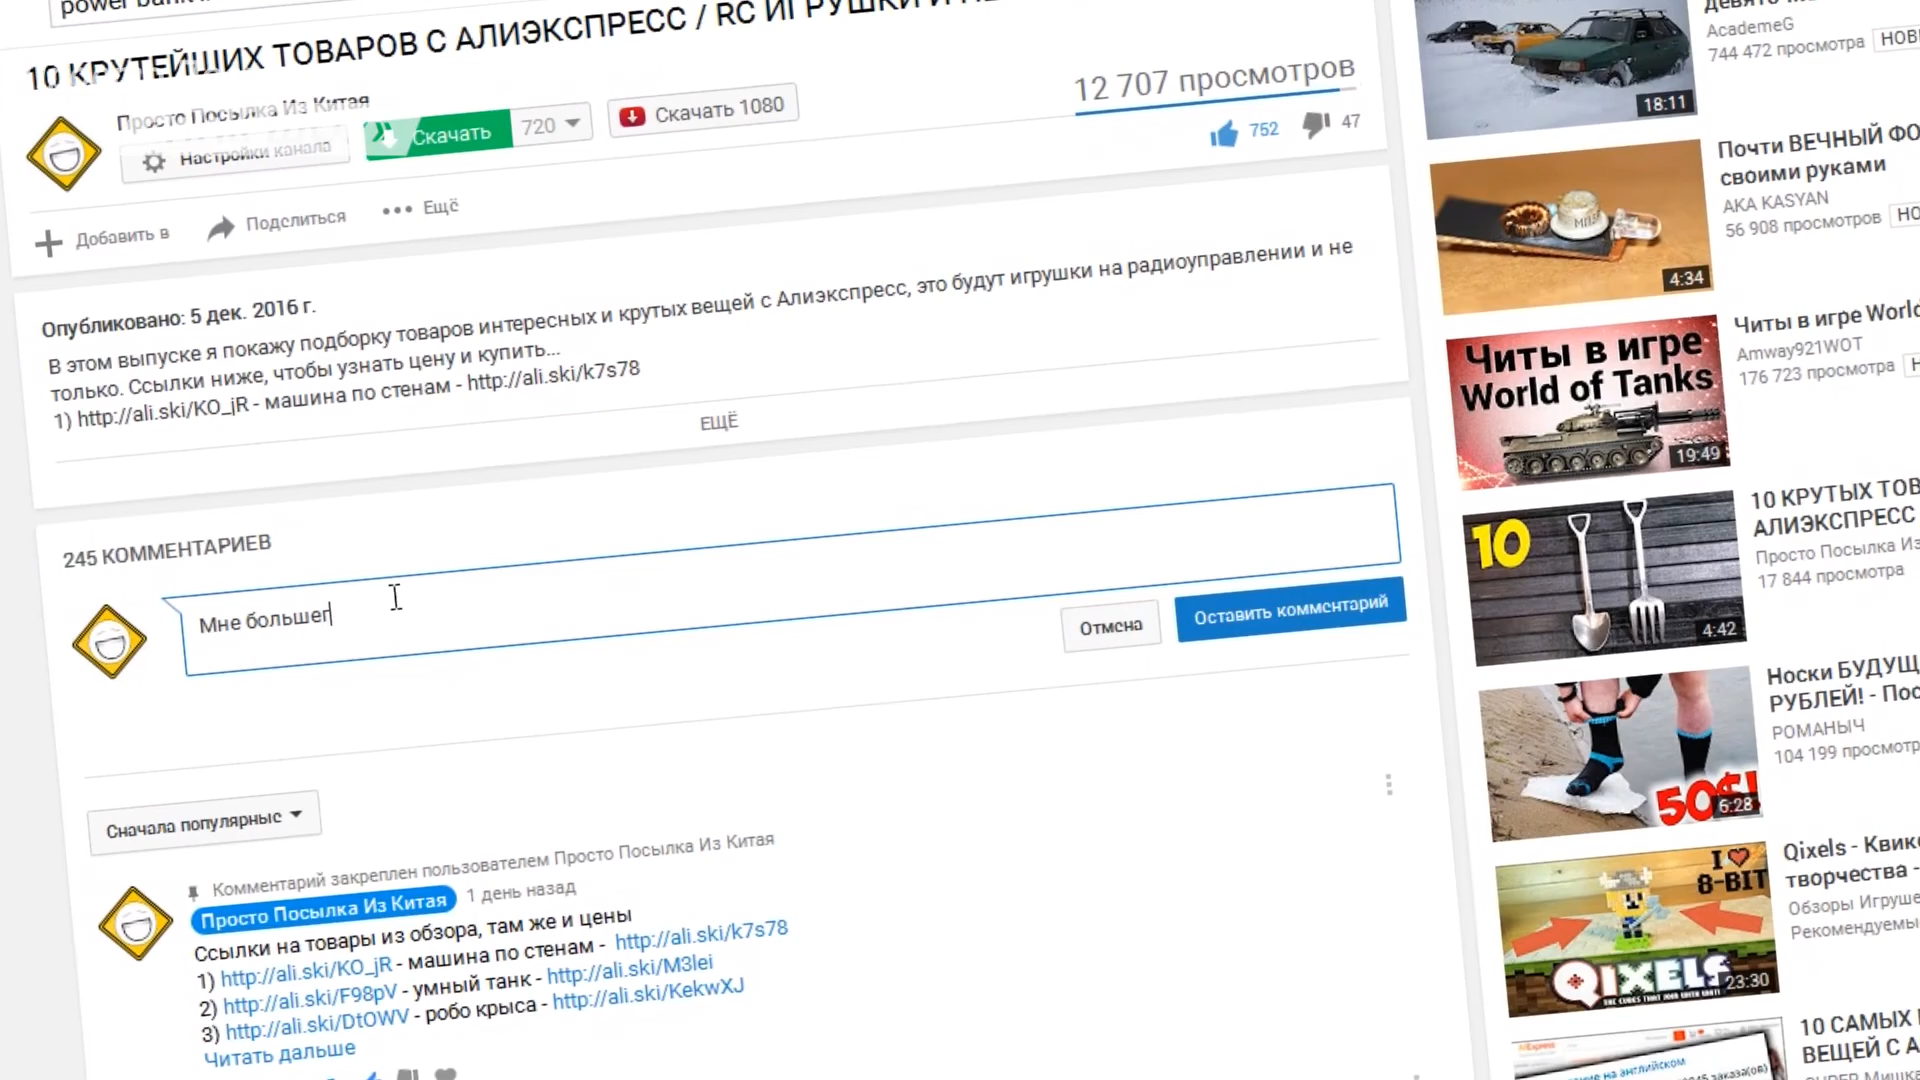 power bank
10 КРУТЕЙШИХ ТОВАРОВ С АЛИЭКСПРЕСС / RC ИГРУШКИ И
Просто Посылка Из Китая
Настройки канала
Скачать
720
Скачать 1080
12 707 просмотров
752
47
Добавить в
Поделиться
Ещё
Опубликовано: 5 дек. 2016 г.
В этом выпуске я покажу подборку товаров интересных и крутых вещей с Алиэкспресс, это будут игрушки на радиоуправлении и не
только. Ссылки ниже, чтобы узнать цену и купить...
1) http://ali.ski/KO_jR - машина по стенам - http://ali.ski/k7s78
ЕЩЁ
245 КОММЕНТАРИЕВ
Мне большег
Отмена
Оставить комментарий
Сначала популярные
Комментарий закреплен пользователем Просто Посылка Из Китая
Просто Посылка Из Китая
1 день назад
Ссылки на товары из обзора, там же и цены
1) http://ali.ski/KO_jR - машина по стенам - http://ali.ski/k7s78
2) http://ali.ski/F98pV - умный танк - http://ali.ski/M3lei
3) http://ali.ski/DtOWV - робо крыса - http://ali.ski/KekwXJ
Читать дальше
AcademeG
744 472 просмотра
НОВ
18:11
Почти ВЕЧНЫЙ ФО
своими руками
AKA KASYAN
56 908 просмотров
НО
4:34
Читы в игре World
Amway921WOT
176 723 просмотра
Читы в игре
World of Tanks
19:49
10 КРУТЫХ ТОВ
АЛИЭКСПРЕСС
Просто Посылка Из
17 844 просмотра
10
4:42
Носки БУДУЩ
РУБЛЕЙ! - Пос
РОМАНЫЧ
104 199 просмотр
50¢!
6:28
Qixels - Квикс
творчества -
Обзоры Игруше
Рекомендуемы
I
8-BIT
QIXELS
23:30
10 САМЫХ
ВЕЩЕЙ С А
AliExpress
на английском
заказа(ов)